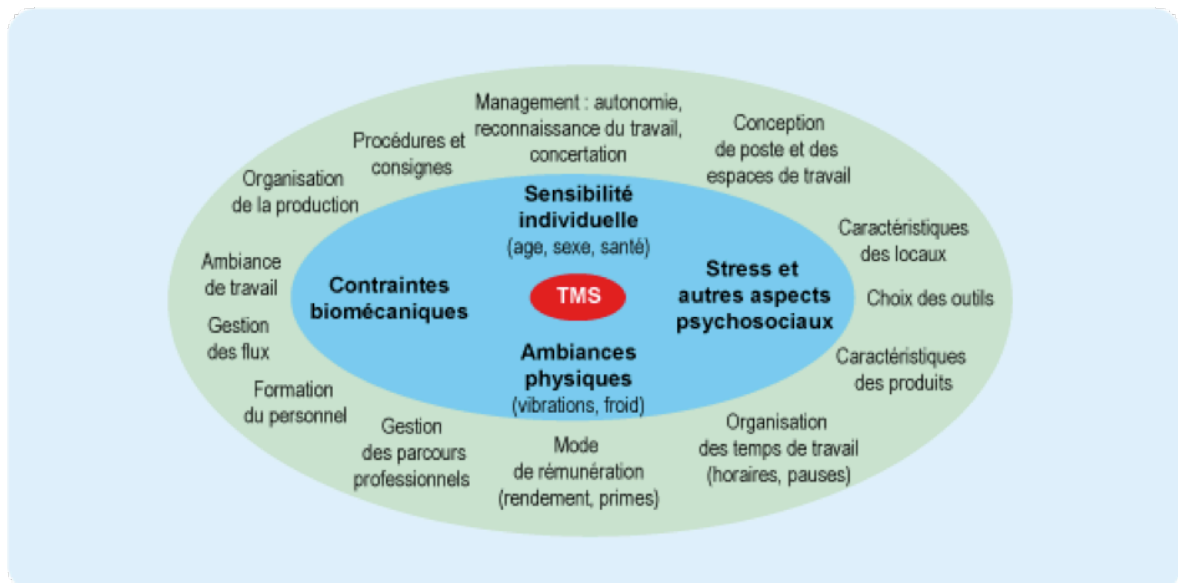 Management : autonomie,
reconnaissance du travail,
concertation
Conception
de poste et des
espaces de travail
Procédures et
consignes
Organisation
de la production
Sensibilité
individuelle
(age, sexe, santé)
Caractéristiques
des locaux
Ambiance
de travail
Contraintes
biomécaniques
TMS
Stress et
autres aspects
psychosociaux
Choix des outils
Gestion
des flux
Ambiances
physiques
(vibrations, froid)
Caractéristiques
des produits
Formation
du personnel
Gestion
des parcours
professionnels
Mode
de rémunération
(rendement, primes)
Organisation
des temps de travail
(horaires, pauses)